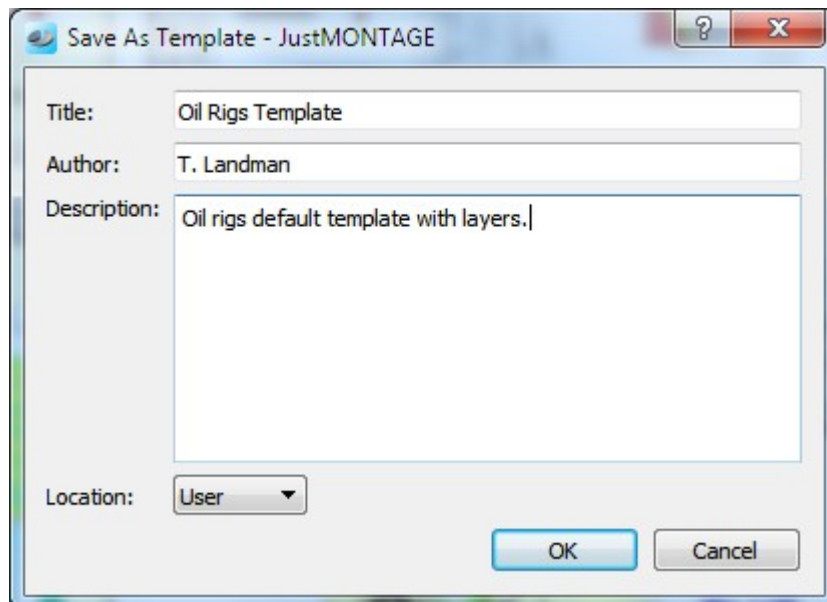 Save As Template - JustMONTAGE
Title: Oil Rigs Template
Author: T. Landman
Description: Oil rigs default template with layers.
Location: User
OK Cancel